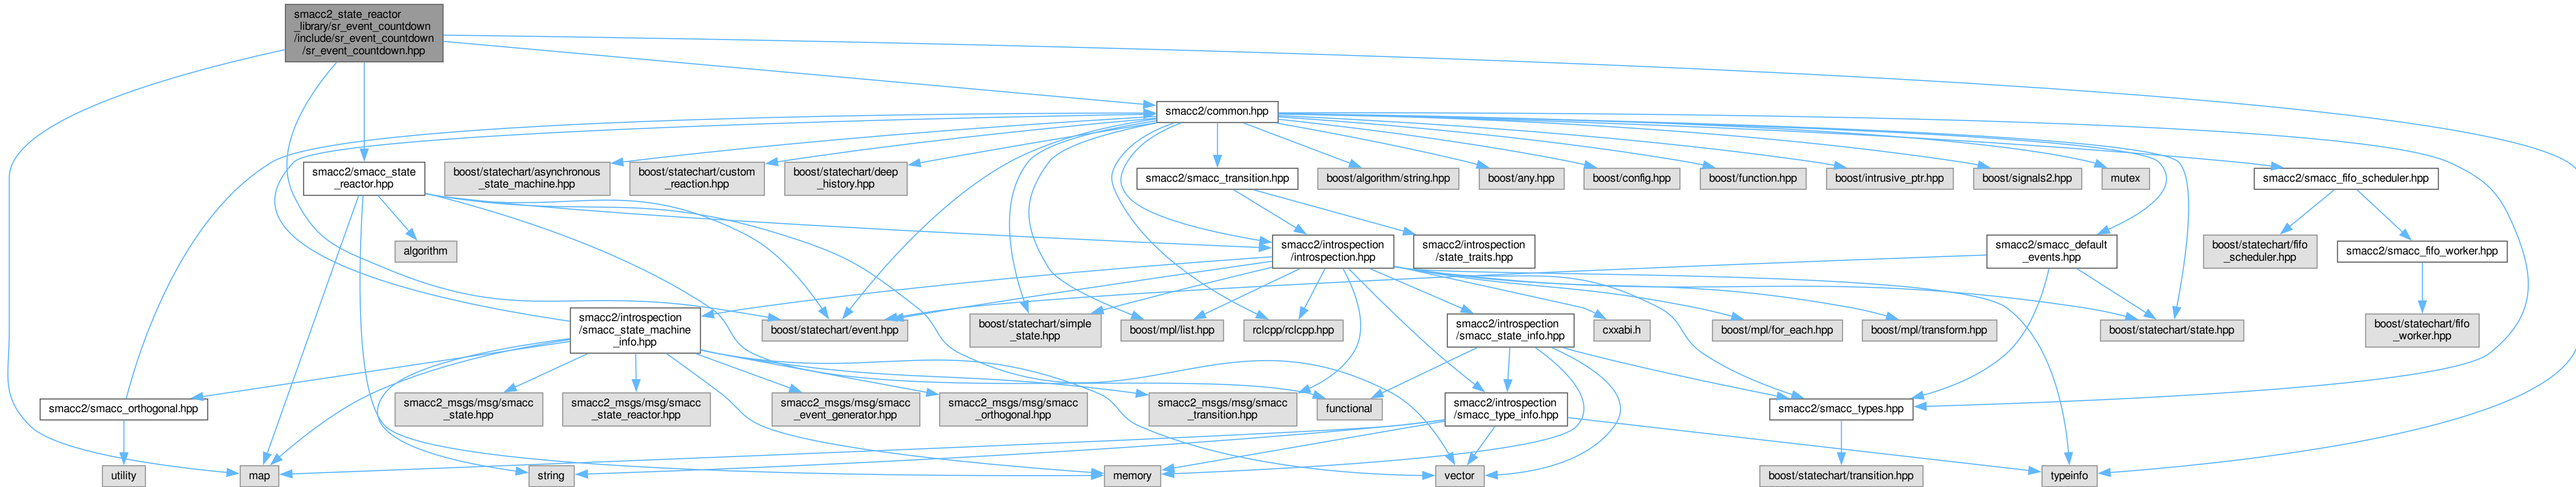 smacc2_state_reactor
_library/sr_event_countdown
/include/sr_event_countdown
/sr_event_countdown.hpp
smacc2/common.hpp
smacc2/smacc_state
_reactor.hpp
boost/statechart/asynchronous
_state_machine.hpp
boost/statechart/custom
_reaction.hpp
boost/statechart/deep
_history.hpp
smacc2/smacc_transition.hpp
boost/algorithm/string.hpp
boost/any.hpp
boost/config.hpp
boost/function.hpp
boost/intrusive_ptr.hpp
boost/signals2.hpp
mutex
smacc2/smacc_fifo_scheduler.hpp
algorithm
smacc2/introspection
/introspection.hpp
smacc2/introspection
/state_traits.hpp
smacc2/smacc_default
_events.hpp
boost/statechart/fifo
_scheduler.hpp
smacc2/smacc_fifo_worker.hpp
smacc2/introspection
/smacc_state_machine
_info.hpp
boost/statechart/event.hpp
boost/statechart/simple
_state.hpp
boost/mpl/list.hpp
rclcpp/rclcpp.hpp
smacc2/introspection
/smacc_state_info.hpp
cxxabi.h
boost/mpl/for_each.hpp
boost/mpl/transform.hpp
boost/statechart/state.hpp
boost/statechart/fifo
_worker.hpp
smacc2/smacc_orthogonal.hpp
smacc2_msgs/msg/smacc
_state.hpp
smacc2_msgs/msg/smacc
_state_reactor.hpp
smacc2_msgs/msg/smacc
_event_generator.hpp
smacc2_msgs/msg/smacc
_orthogonal.hpp
smacc2_msgs/msg/smacc
_transition.hpp
functional
smacc2/introspection
/smacc_type_info.hpp
smacc2/smacc_types.hpp
utility
map
string
memory
vector
boost/statechart/transition.hpp
typeinfo